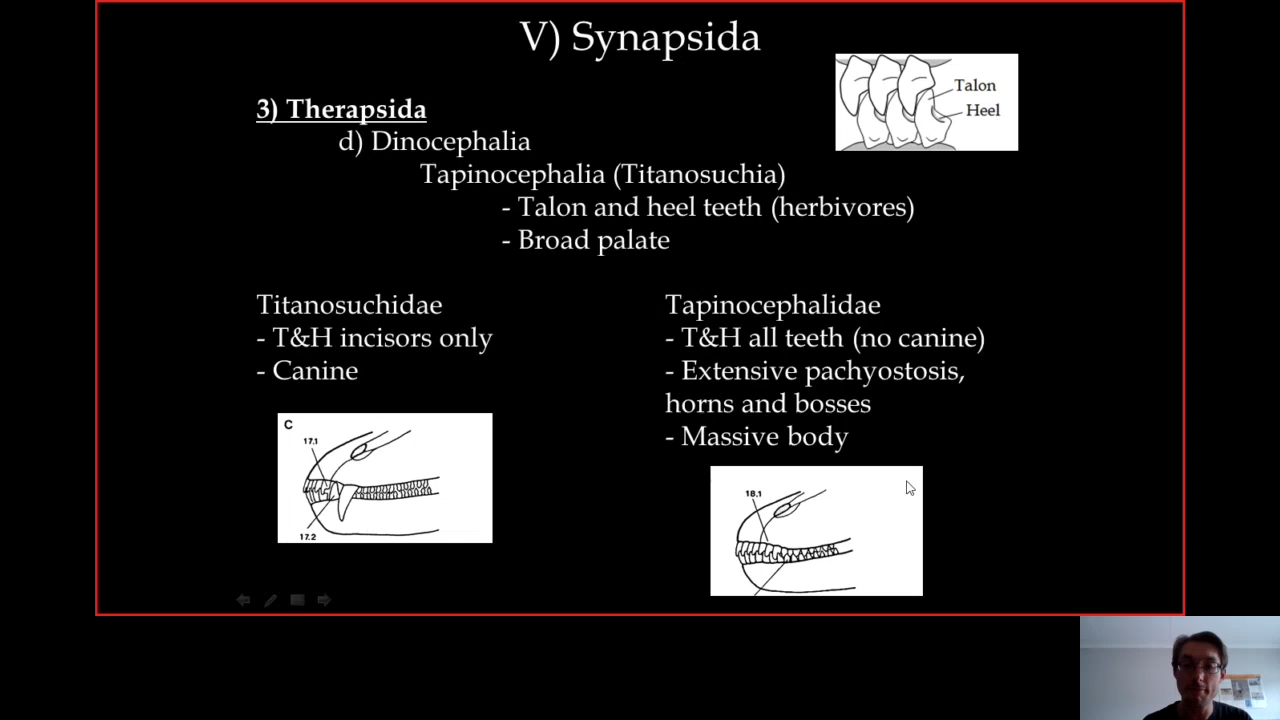 V) Synapsida
Talon
Heel
3) Therapsida
d) Dinocephalia
Tapinocephalia (Titanosuchia)
- Talon and heel teeth (herbivores)
- Broad palate
Titanosuchidae
- T&H incisors only
- Canine
C
17.1
17.2
Tapinocephalidae
- T&H all teeth (no canine)
- Extensive pachyostosis,
horns and bosses
- Massive body
18.1